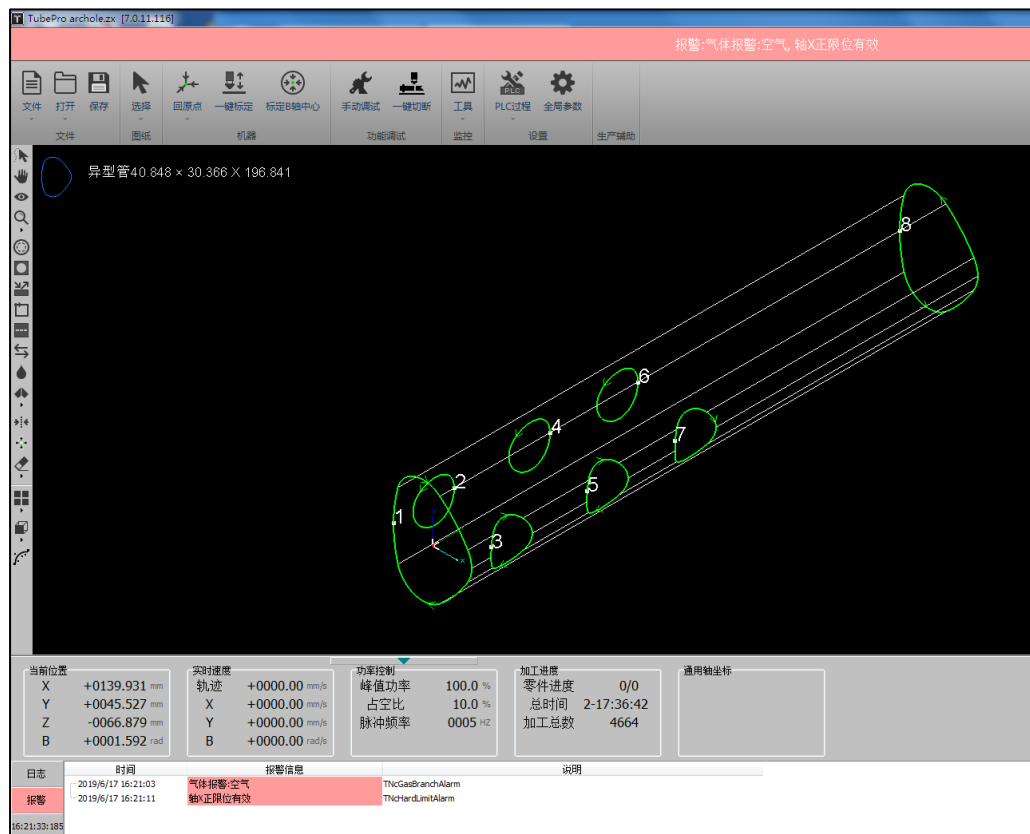 TubePro archole.zx [7.0.11.116]
报警:气体报警:空气, 轴X正限位有效
文件 打开 保存 选择 回原点 一键标定 标定B轴中心 手动调试 一键切断 工具 PLC过程 全局参数
文件 图纸 机器 功能调试 监控 设置 生产辅助
异型管40.848 × 30.366 X 196.841
8
6
4
7
2
5
1
3
x
当前位置 实时速度 功率控制 加工进度 通用轴坐标
X +0139.931 mm 轨迹 +0000.00 mm/s 峰值功率 100.0 % 零件进度 0/0
Y +0045.527 mm X +0000.00 mm/s 占空比 10.0 % 总时间 2-17:36:42
Z -0066.879 mm Y +0000.00 mm/s 脉冲频率 0005 HZ 加工总数 4664
B +0001.592 rad B +0000.00 rad/s
日志 时间 报警信息 说明
2019/6/17 16:21:03 气体报警:空气 TNcGasBranchAlarm
报警 2019/6/17 16:21:11 轴X正限位有效 TNcHardLimitAlarm
16:21:33:185